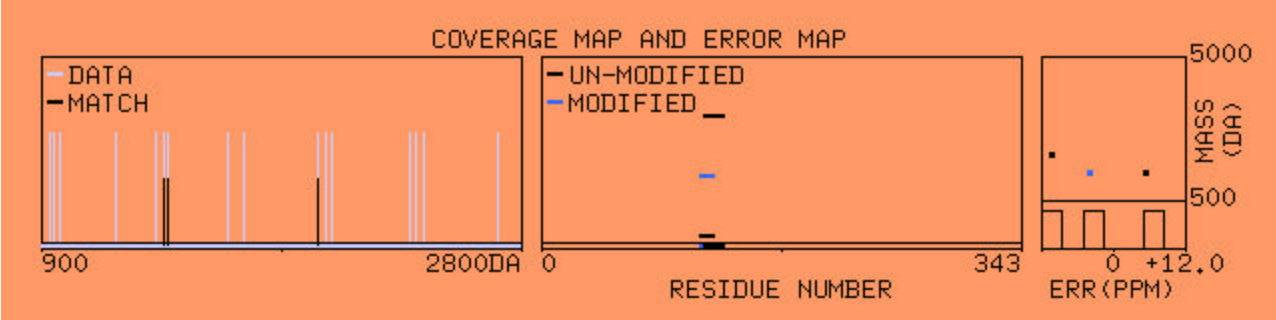 COVERAGE MAP AND ERROR MAP
DATA
MATCH
900
2800DA
UN-MODIFIED
MODIFIED
0
343
RESIDUE NUMBER
5000
MASS
(DA)
500
0
+12.0
ERR(PPM)